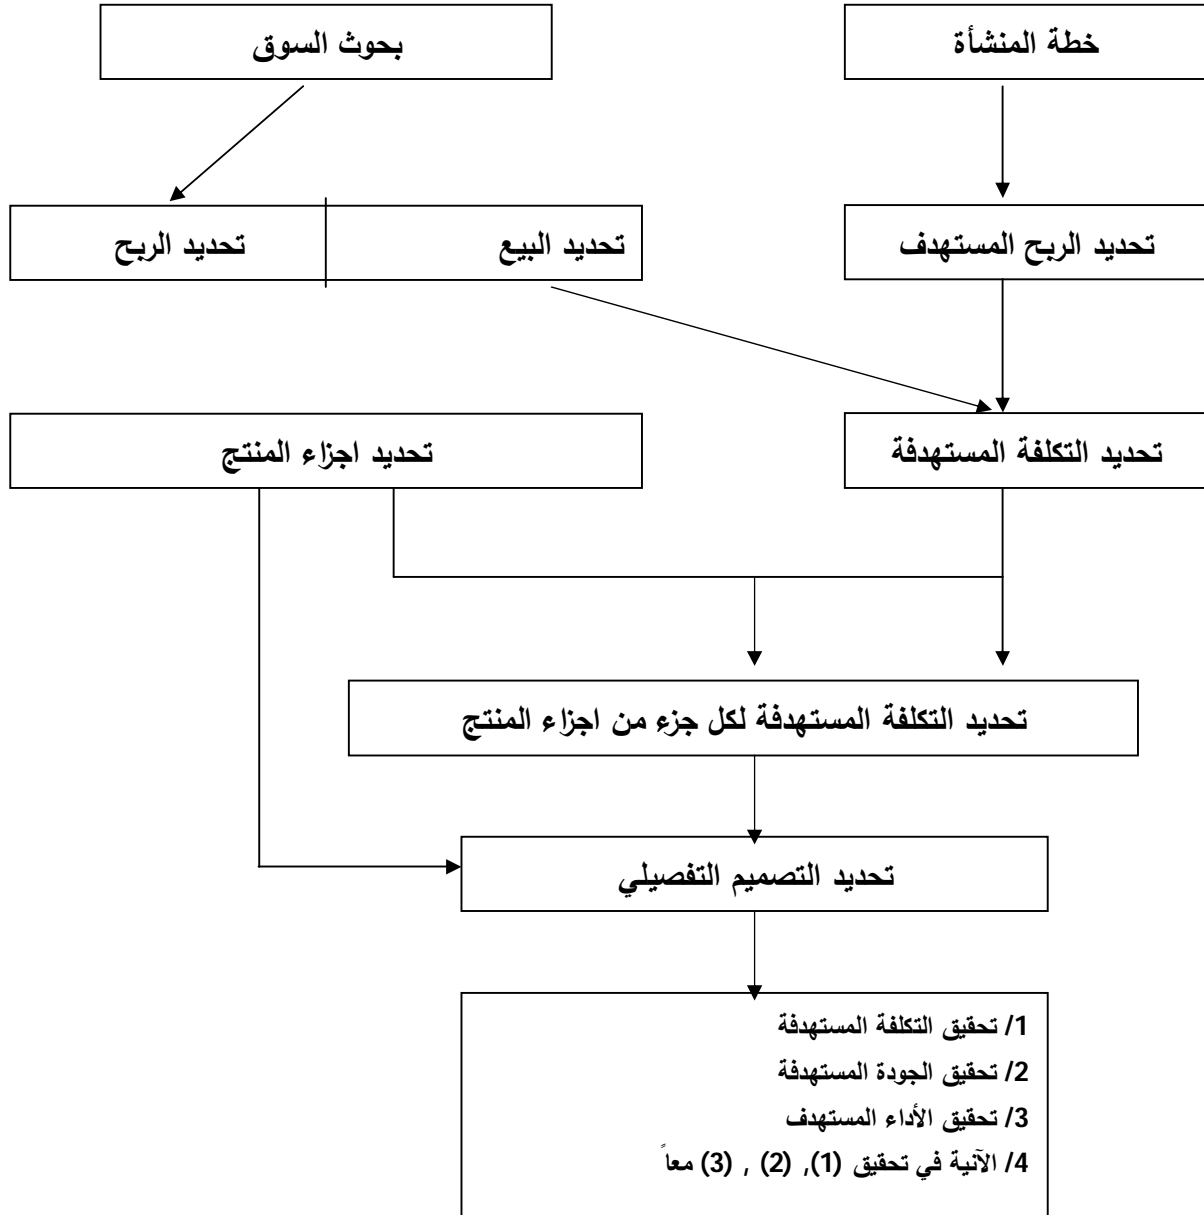 خطة المنشأة
بحوث السوق
تحديد الربح المستهدف
تحديد البيع
تحديد الربح
تحديد التكلفة المستهدفة
تحديد اجزاء المنتج
تحديد التكلفة المستهدفة لكل جزء من اجزاء المنتج
تحديد التصميم التفصيلي
1/ تحقيق التكلفة المستهدفة
2/ تحقيق الجودة المستهدفة
3/ تحقيق الأداء المستهدف
4/ الآنية في تحقيق (1), (2) , (3) معاً